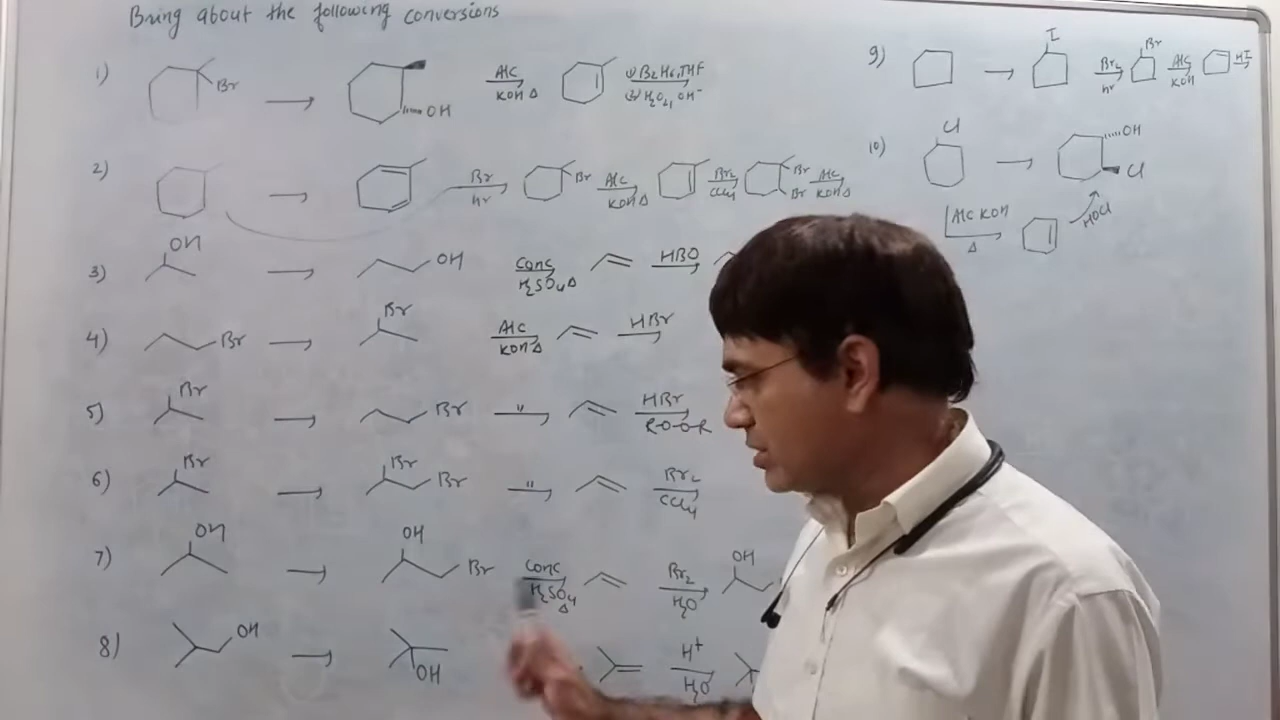 Bring about the following conversions
1) Br → OH Alc KOH Δ 1) B2H6, THF 2) H2O2, OH-
2) → Br hν Br Alc KOH Δ Br2 CCl4 Br Br Alc KOH Δ
3) OH → OH Conc H2SO4 Δ HBO
4) Br → Br Alc KOH Δ HBr
5) Br → Br " HBr R-O-O-R
6) Br → Br Br " Br2 CCl4
7) OH → OH Br Conc H2SO4 Δ Br2 H2O OH
8) OH → OH H+ H2O
9) → I Br2 hν Br Alc KOH HI
10) Cl → OH Cl
Alc KOH Δ HOCl